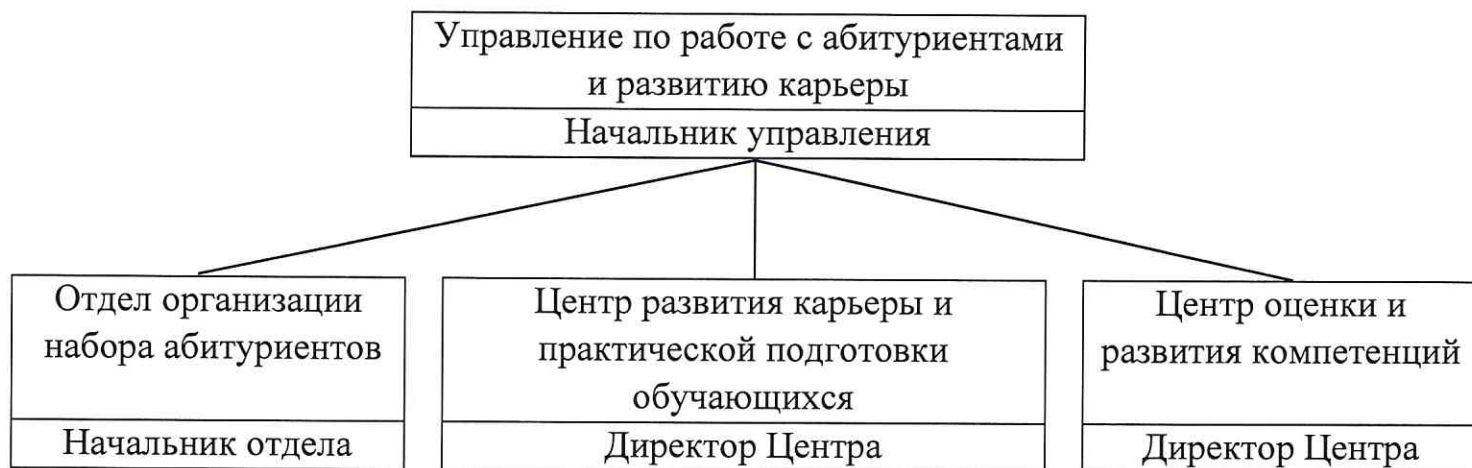 Управление по работе с абитуриентами
и развитию карьеры
Начальник управления
Отдел организации
набора абитуриентов
Начальник отдела
Центр развития карьеры и
практической подготовки
обучающихся
Директор Центра
Центр оценки и
развития компетенций
Директор Центра